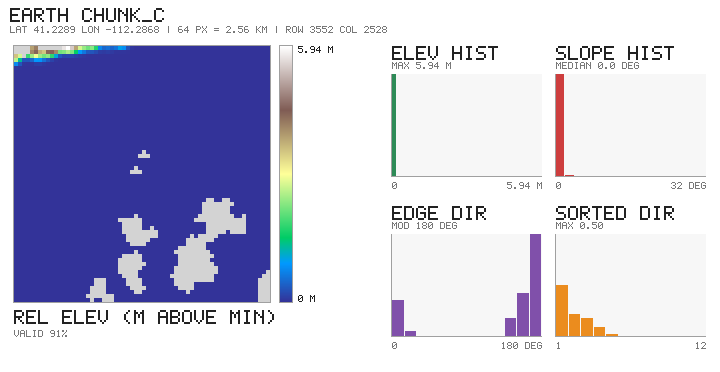 EARTH CHUNK_C
LAT 41.2289 LON -112.2868 | 64 PX = 2.56 KM | ROW 3552 COL 2528
5.94 M
0 M
REL ELEV (M ABOVE MIN)
VALID 91%
ELEV HIST
MAX 5.94 M
0 5.94 M
SLOPE HIST
MEDIAN 0.0 DEG
0 32 DEG
EDGE DIR
MOD 180 DEG
0 180 DEG
SORTED DIR
MAX 0.50
1 12